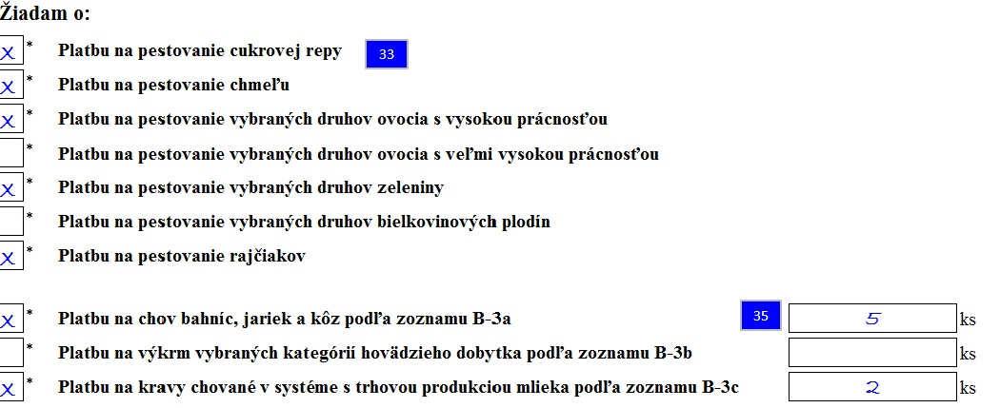 Žiadam o:
x * Platbu na pestovanie cukrovej repy 33
x * Platbu na pestovanie chmeľu
x * Platbu na pestovanie vybraných druhov ovocia s vysokou prácnosťou
* Platbu na pestovanie vybraných druhov ovocia s veľmi vysokou prácnosťou
x * Platbu na pestovanie vybraných druhov zeleniny
* Platbu na pestovanie vybraných druhov bielkovinových plodín
x * Platbu na pestovanie rajčiakov
x * Platbu na chov bahníc, jariek a kôz podľa zoznamu B-3a 35 5 ks
* Platbu na výkrm vybraných kategórií hovädzieho dobytka podľa zoznamu B-3b ks
x * Platbu na kravy chované v systéme s trhovou produkciou mlieka podľa zoznamu B-3c 2 ks